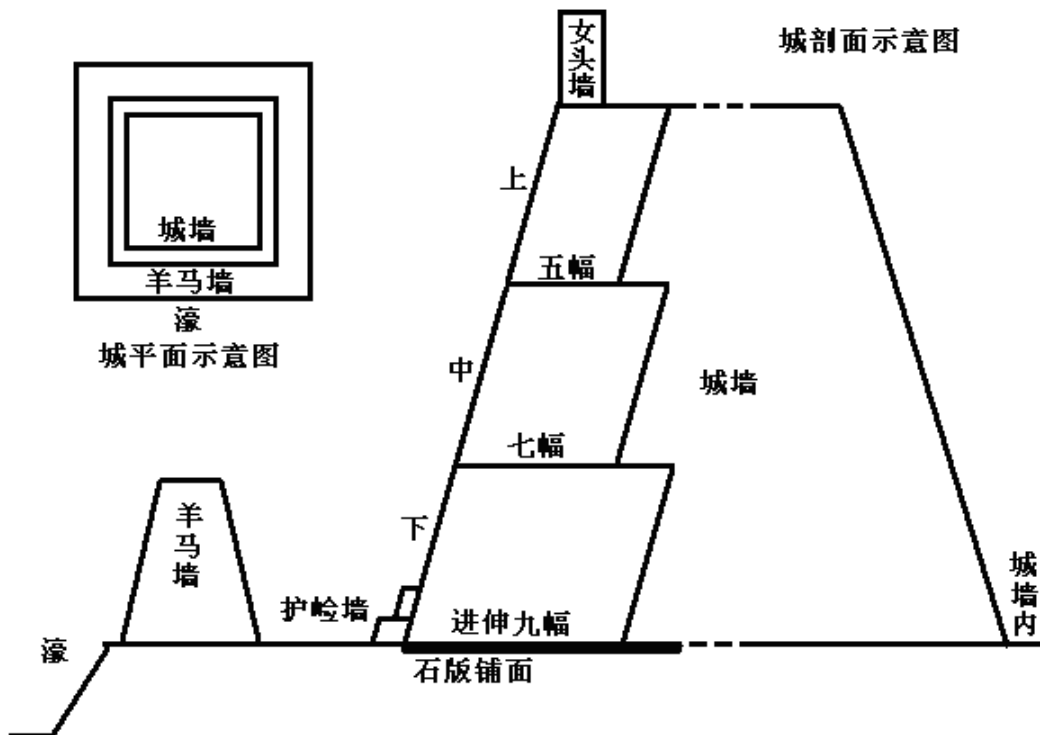 城剖面示意图
女头墙
城墙
羊马墙
濠
城平面示意图
上
五幅
中
城墙
七幅
羊马墙
下
护崄墙
进伸九幅
城墙内
濠
石版铺面